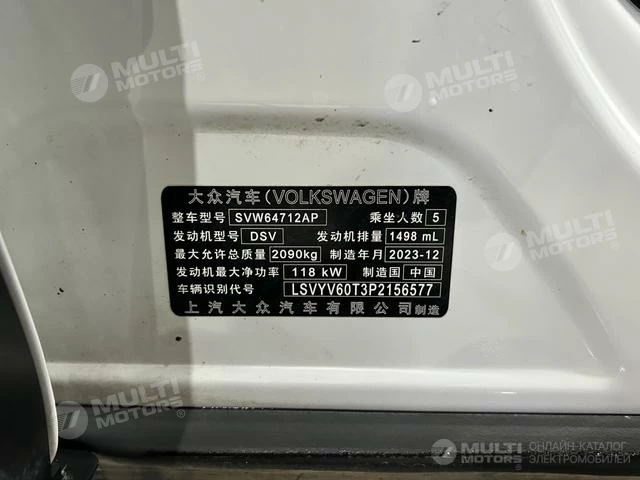 MULTI
MOTORS®
MULTI
MOTORS®
大众汽车(VOLKSWAGEN)牌
整车型号 SVW64712AP 乘坐人数 5
发动机型号 DSV 发动机排量 1498 mL
最大允许总质量 2090kg 制造年月 2023-12
发动机最大净功率 118 kW 制造国 中国
车辆识别代号 LSVYV60T3P2156577
上汽大众汽车有限公司制造
MULTI
MOTORS®
MULTI
MOTORS®
MULTI
MOTORS®
ОНЛАЙН-КАТАЛОГ
ЭЛЕКТРОМОБИЛЕЙ